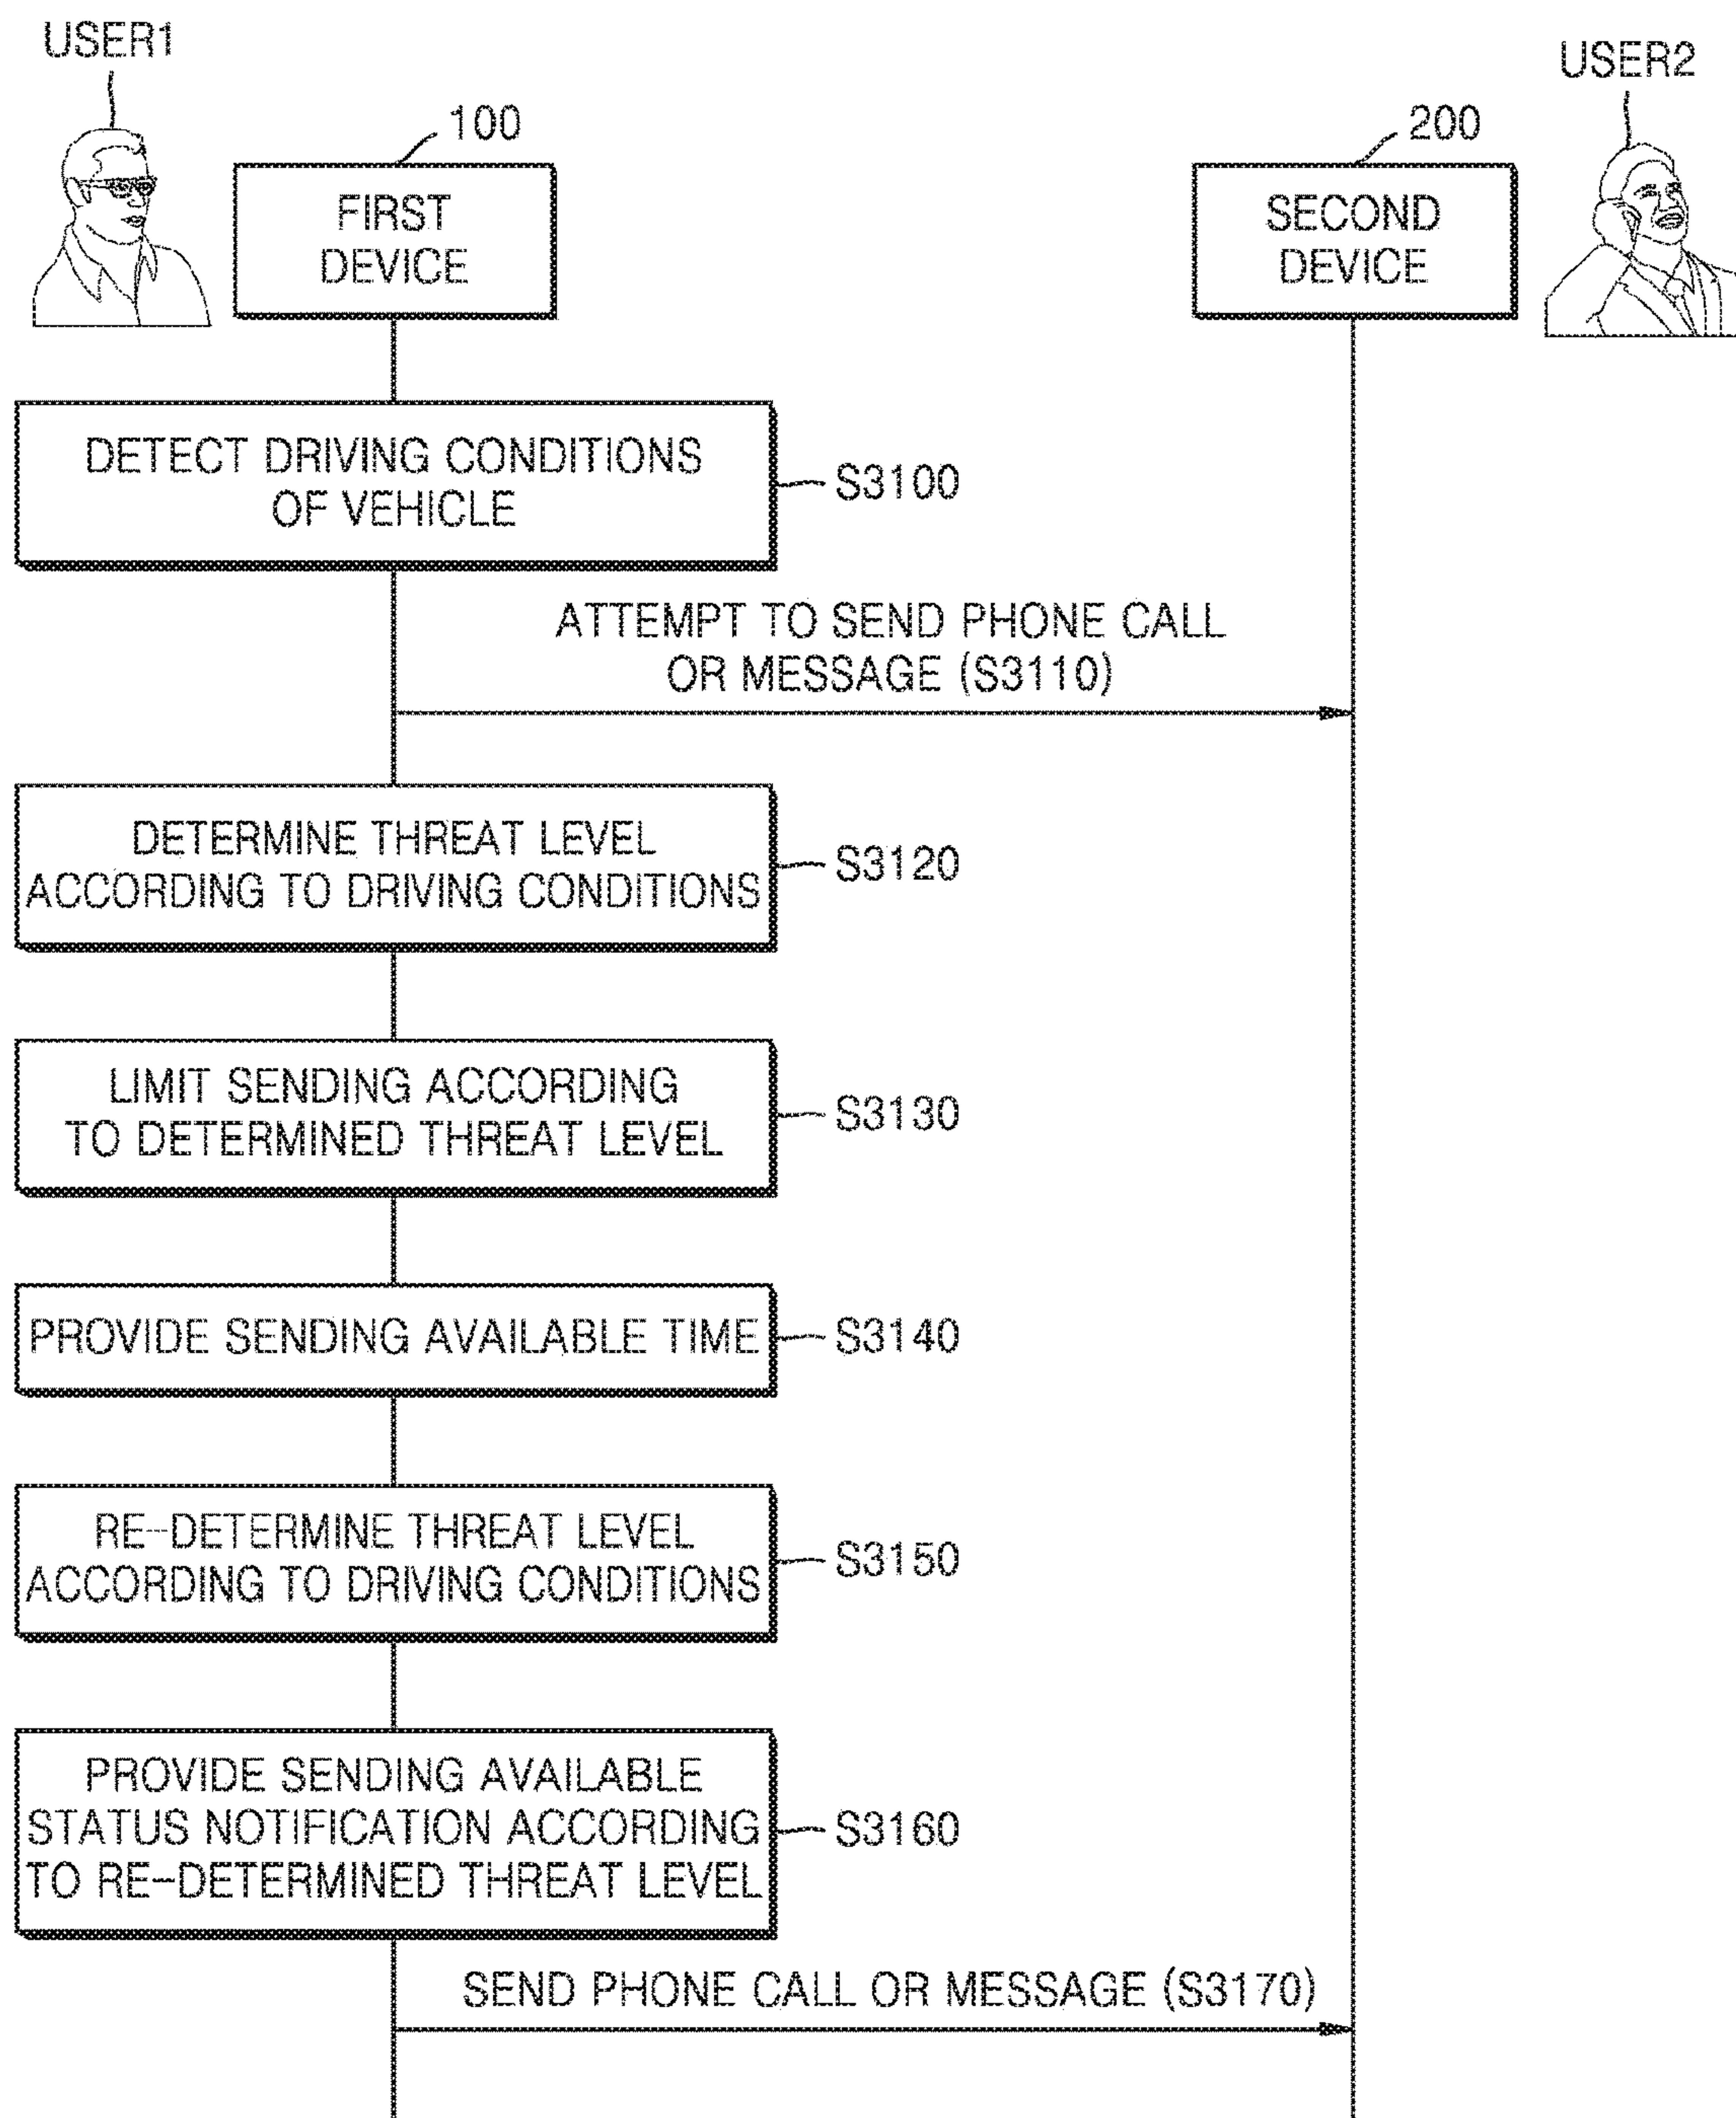 USER1
USER2
100
200
FIRST
DEVICE
SECOND
DEVICE
DETECT DRIVING CONDITIONS
OF VEHICLE
S3100
ATTEMPT TO SEND PHONE CALL
OR MESSAGE (S3110)
DETERMINE THREAT LEVEL
ACCORDING TO DRIVING CONDITIONS
S3120
LIMIT SENDING ACCORDING
TO DETERMINED THREAT LEVEL
S3130
PROVIDE SENDING AVAILABLE TIME
S3140
RE-DETERMINE THREAT LEVEL
ACCORDING TO DRIVING CONDITIONS
S3150
PROVIDE SENDING AVAILABLE
STATUS NOTIFICATION ACCORDING
TO RE-DETERMINED THREAT LEVEL
S3160
SEND PHONE CALL OR MESSAGE (S3170)